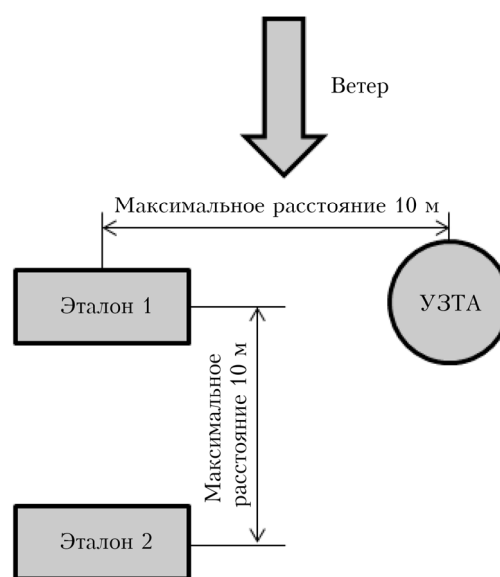 Ветер
Максимальное расстояние 10 м
Эталон 1
УЗТА
Максимальное
расстояние 10 м
Эталон 2